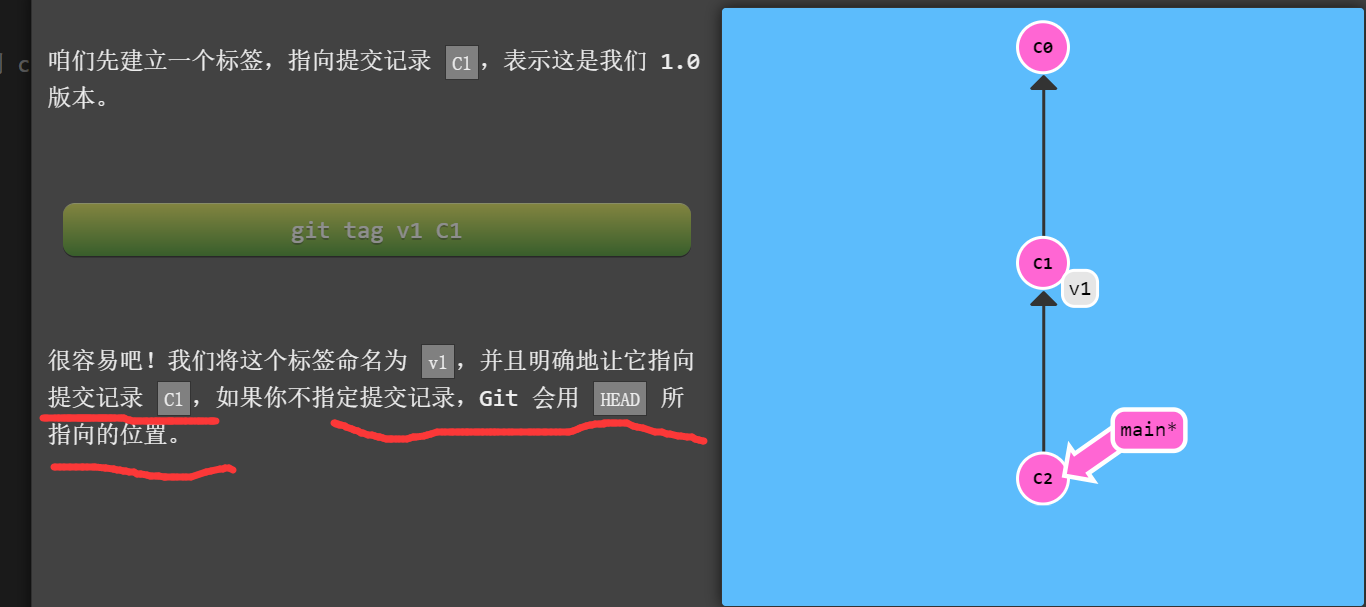 咱们先建立一个标签，指向提交记录 C1，表示这是我们 1.0
版本。
git tag v1 C1
很容易吧！我们将这个标签命名为 v1，并且明确地让它指向
提交记录 C1，如果你不指定提交记录，Git 会用 HEAD 所
指向的位置。
c
C0
C1
v1
main*
C2